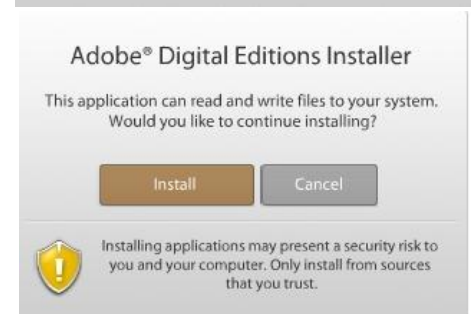 Adobe® Digital Editions Installer
This application can read and write files to your system.
Would you like to continue installing?
Install
Cancel
Installing applications may present a security risk to
you and your computer. Only install from sources
that you trust.